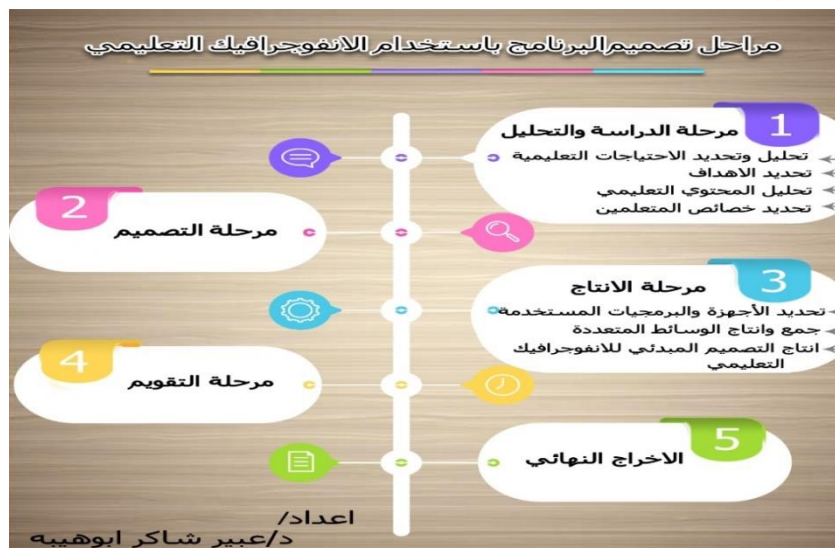 مراحل تصميم البرنامج باستخدام الانفوجرافيك التعليمي
1
مرحلة الدراسة والتحليل
تحليل وتحديد الاحتياجات التعليمية
تحديد الاهداف
تحليل المحتوي التعليمي
تحديد خصائص المتعلمين
2
مرحلة التصميم
3
مرحلة الانتاج
تحديد الأجهزة والبرمجيات المستخدمة
جمع وانتاج الوسائط المتعددة
انتاج التصميم المبدئي للانفوجرافيك
التعليمي
4
مرحلة التقويم
5
الاخراج النهائي
اعداد/
د/عبير شاكر ابوهيبه